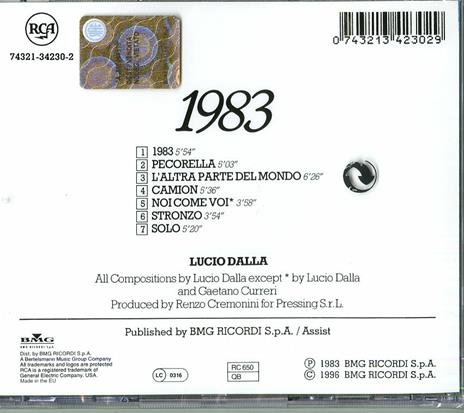 RCA
74321-34230-2
0 743213 423029
1983
1 1983 5'54"
2 PECORELLA 5'03"
3 L'ALTRA PARTE DEL MONDO 6'26"
4 CAMION 5'36"
5 NOI COME VOI* 3'58"
6 STRONZO 3'54"
7 SOLO 5'20"
LUCIO DALLA
All Compositions by Lucio Dalla except * by Lucio Dalla
and Gaetano Curreri
Produced by Renzo Cremonini for Pressing S.r.L.
Published by BMG RICORDI S.p.A. / Assist
BMG
BMG RICORDI S.p.A.
Dist. by BMG RICORDI S.p.A.
A Bertelsmann Music Group Company
All trademarks and logos are protected
RCA is a registered trademark of
General Electric Company, USA.
Made in the EU
LC 0316
RC 650
QB
Ⓟ 1983 BMG RICORDI S.p.A.
© 1996 BMG RICORDI S.p.A.